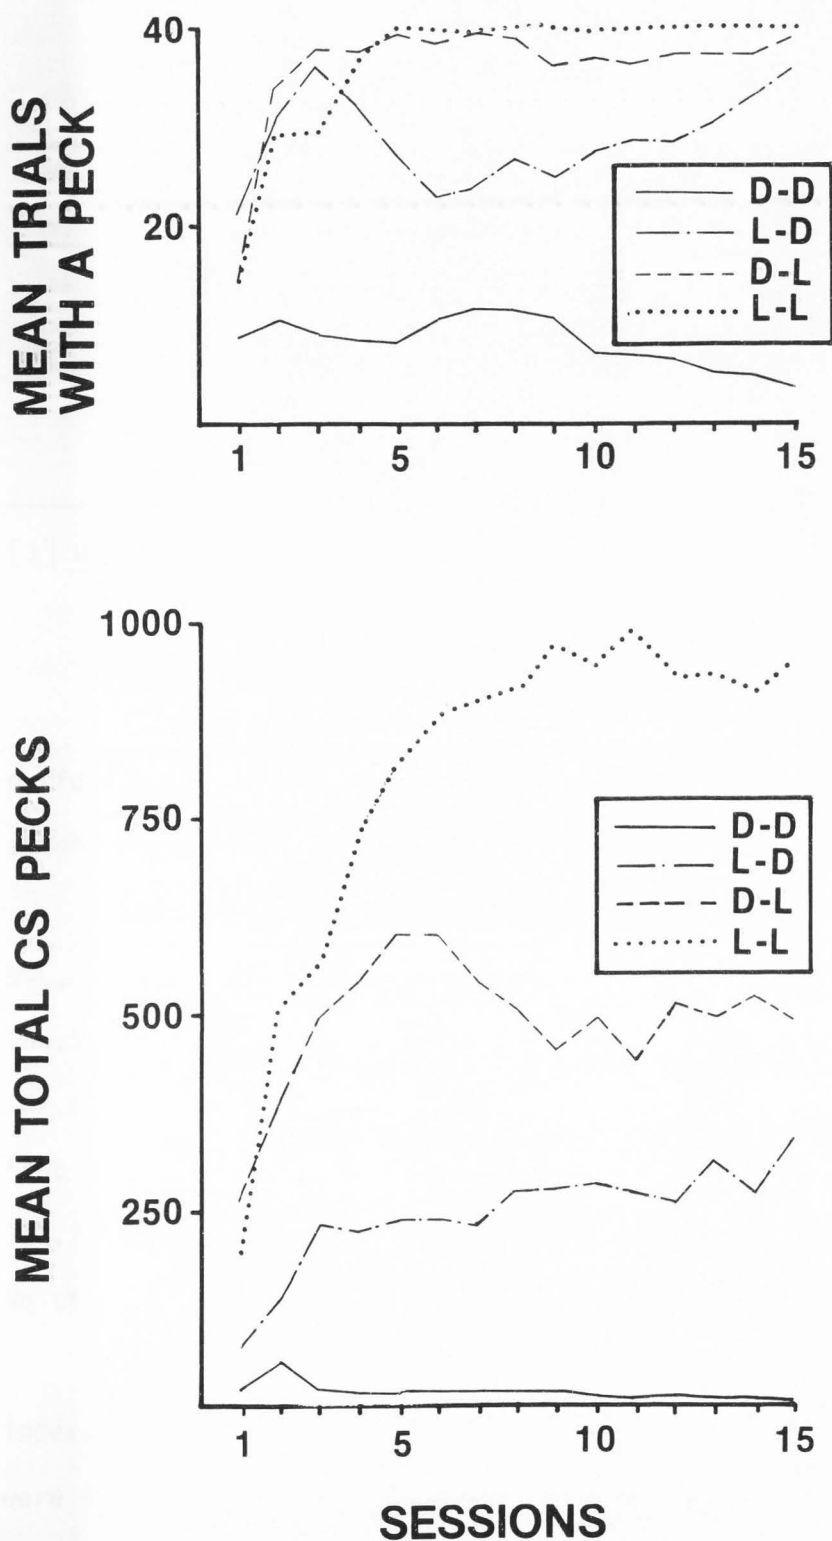 MEAN TRIALS
WITH A PECK
40
20
D-D
L-D
D-L
L-L
1 5 10 15
MEAN TOTAL CS PECKS
1000
750
500
250
D-D
L-D
D-L
L-L
1 5 10 15
SESSIONS